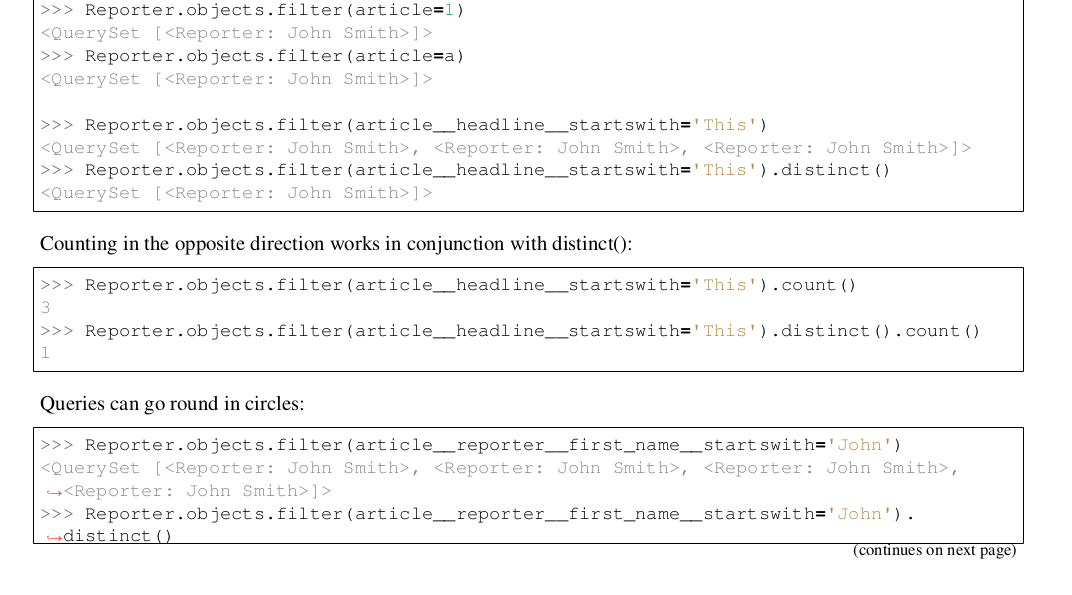 >>> Reporter.objects.filter(article=1)
<QuerySet [<Reporter: John Smith>]>
>>> Reporter.objects.filter(article=a)
<QuerySet [<Reporter: John Smith>]>
>>> Reporter.objects.filter(article__headline__startswith='This')
<QuerySet [<Reporter: John Smith>, <Reporter: John Smith>, <Reporter: John Smith>]>
>>> Reporter.objects.filter(article__headline__startswith='This').distinct()
<QuerySet [<Reporter: John Smith>]>
Counting in the opposite direction works in conjunction with distinct():
>>> Reporter.objects.filter(article__headline__startswith='This').count()
3
>>> Reporter.objects.filter(article__headline__startswith='This').distinct().count()
1
Queries can go round in circles:
>>> Reporter.objects.filter(article__reporter__first_name__startswith='John')
<QuerySet [<Reporter: John Smith>, <Reporter: John Smith>, <Reporter: John Smith>,
↪<Reporter: John Smith>]>
>>> Reporter.objects.filter(article__reporter__first_name__startswith='John').
↪distinct()
(continues on next page)